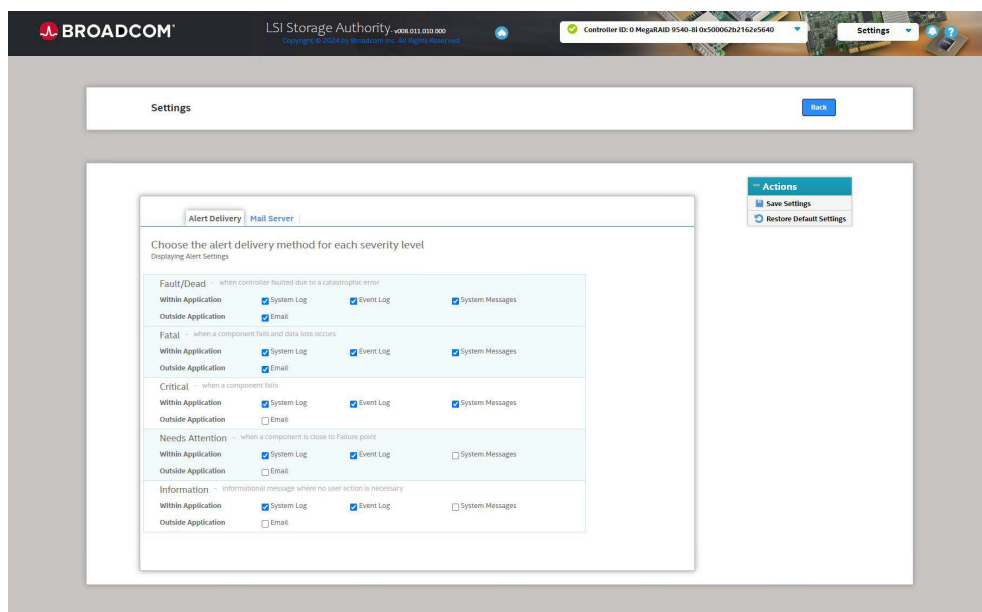 BROADCOM®
LSI Storage Authority. v008.011.010.000
Copyright © 2024 by Broadcom Inc. All Rights Reserved
Controller ID: 0 MegaRAID 9540-8i 0x500062b2162e5640
Settings
?
Settings
Back
Actions
Save Settings
Restore Default Settings
Alert Delivery Mail Server
Choose the alert delivery method for each severity level
Displaying Alert Settings
Fault/Dead - when controller faulted due to a catastrophic error
Within Application System Log Event Log System Messages
Outside Application Email
Fatal - when a component fails and data loss occurs
Within Application System Log Event Log System Messages
Outside Application Email
Critical - when a component fails
Within Application System Log Event Log System Messages
Outside Application Email
Needs Attention - when a component is close to Failure point
Within Application System Log Event Log System Messages
Outside Application Email
Information - informational message where no user action is necessary
Within Application System Log Event Log System Messages
Outside Application Email